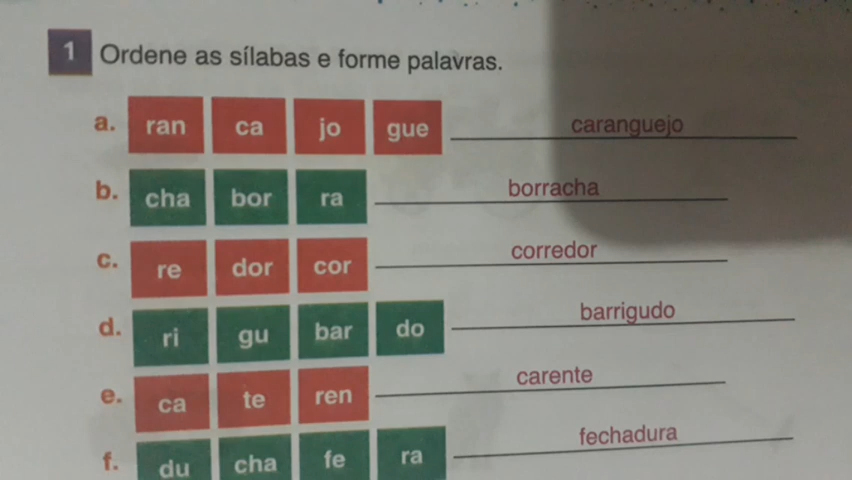 1 Ordene as sílabas e forme palavras.
a. ran ca jo gue caranguejo
b. cha bor ra borracha
c. re dor cor corredor
d. ri gu bar do barrigudo
e. ca te ren carente
f. du cha fe ra fechadura